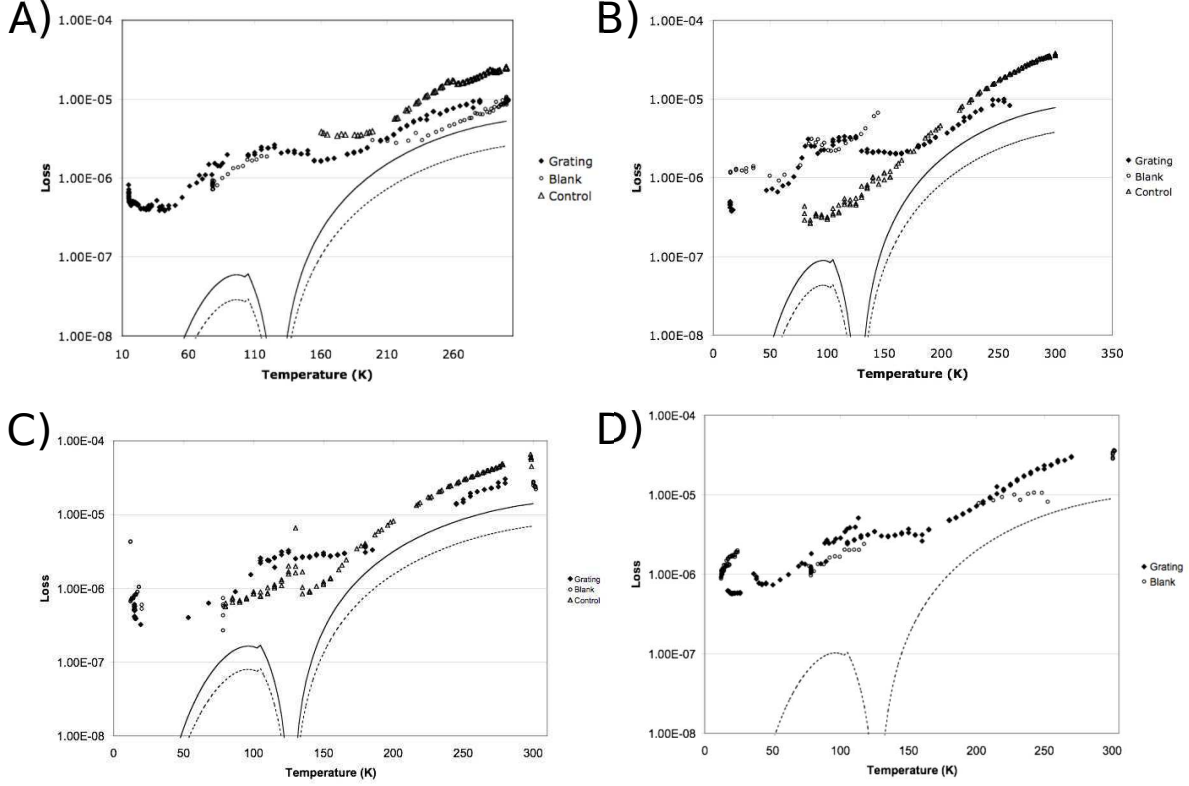 A)
1.00E-04
1.00E-05
1.00E-06
1.00E-07
1.00E-08
Loss
10 60 110 160 210 260
Temperature (K)
Grating
Blank
Control
B)
1.00E-04
1.00E-05
1.00E-06
1.00E-07
1.00E-08
Loss
0 50 100 150 200 250 300 350
Temperature (K)
Grating
Blank
Control
C)
1.00E-04
1.00E-05
1.00E-06
1.00E-07
1.00E-08
Loss
0 50 100 150 200 250 300
Temperature (K)
Grating
Blank
Control
D)
1.00E-04
1.00E-05
1.00E-06
1.00E-07
1.00E-08
Loss
0 50 100 150 200 250 300
Temperature (K)
Grating
Blank